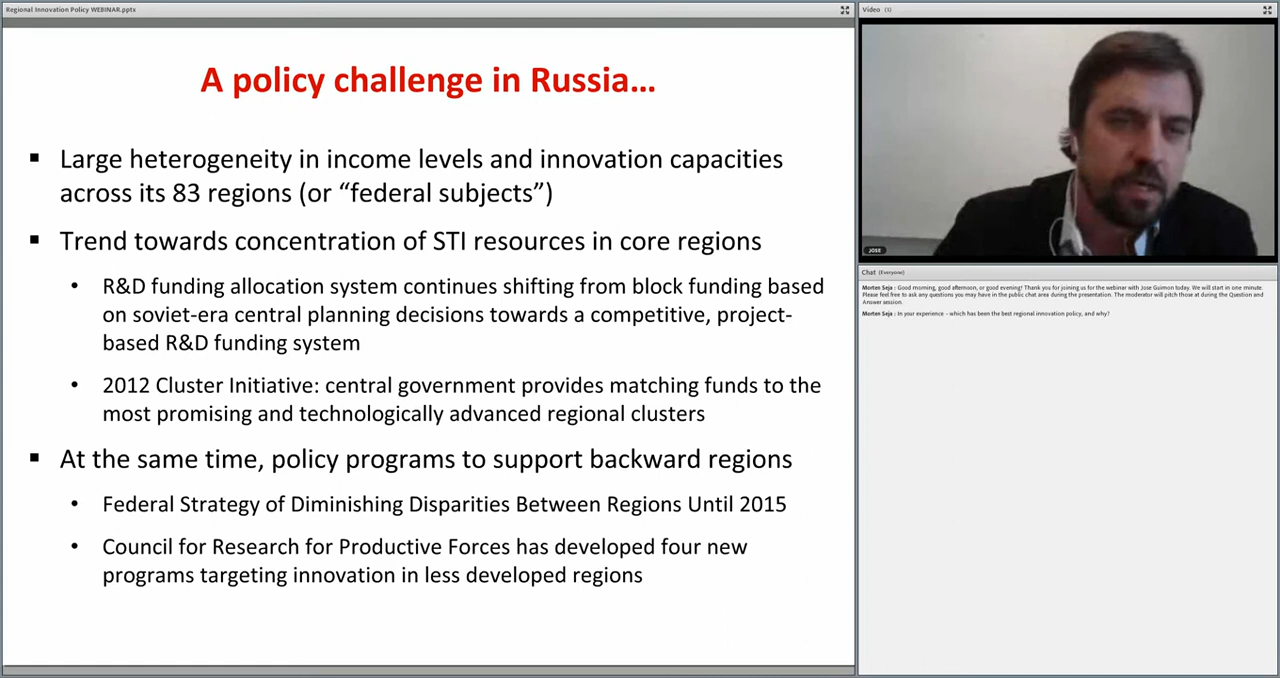 Regional Innovation Policy WEBINAR.pptx
A policy challenge in Russia…
▪ Large heterogeneity in income levels and innovation capacities
across its 83 regions (or “federal subjects”)
▪ Trend towards concentration of STI resources in core regions
• R&D funding allocation system continues shifting from block funding based
on soviet-era central planning decisions towards a competitive, project-
based R&D funding system
• 2012 Cluster Initiative: central government provides matching funds to the
most promising and technologically advanced regional clusters
▪ At the same time, policy programs to support backward regions
• Federal Strategy of Diminishing Disparities Between Regions Until 2015
• Council for Research for Productive Forces has developed four new
programs targeting innovation in less developed regions
Video (3)
JOSE
Chat (Everyone)
Morten Seja : Good morning, good afternoon, or good evening! Thank you for joining us for the webinar with Jose Guimon today. We will start in one minute.
Please feel free to ask any questions you may have in the public chat area during the presentation. The moderator will pitch those at during the Question and
Answer session.
Morten Seja : In your experience - which has been the best regional innovation policy, and why?